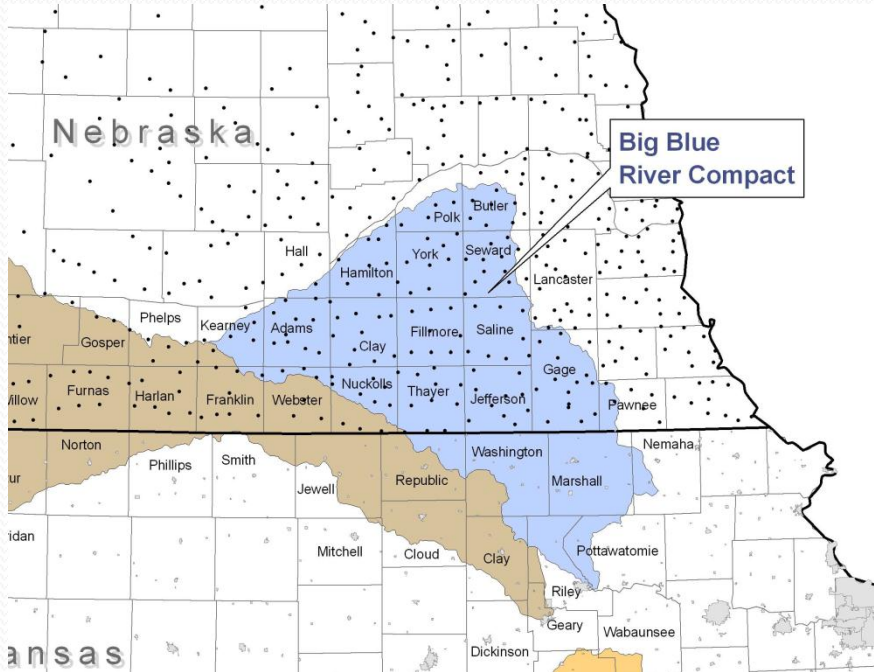 Nebraska
Big Blue
River Compact
Butler
Polk
Hall
York
Seward
Hamilton
Lancaster
Phelps
Kearney
Adams
Fillmore
Saline
ntier
Gosper
Clay
Gage
Furnas
Harlan
Franklin
Webster
Nuckolls
Thayer
Jefferson
Pawnee
willow
Norton
Phillips
Smith
Washington
Nemaha
Jewell
Republic
Marshall
ur
Mitchell
Cloud
Clay
Pottawatomie
ridan
Riley
Geary
Wabaunsee
Dickinson
ansas